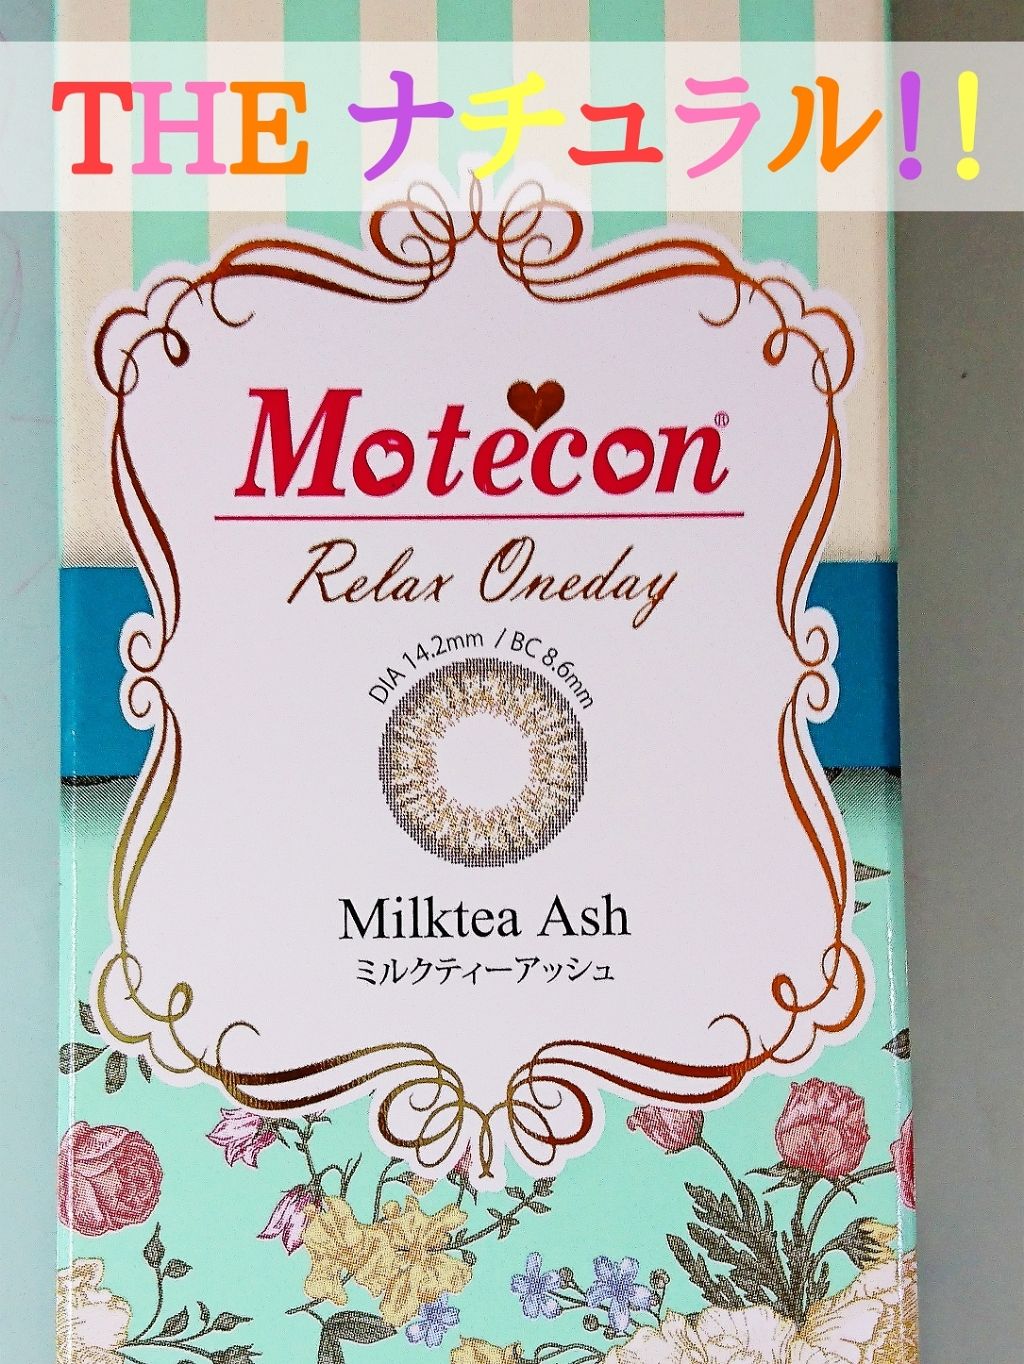 THE ナチュラル!!
Motecon®
Relax Oneday
DIA 14.2mm / BC 8.6mm
Milktea Ash
ミルクティーアッシュ